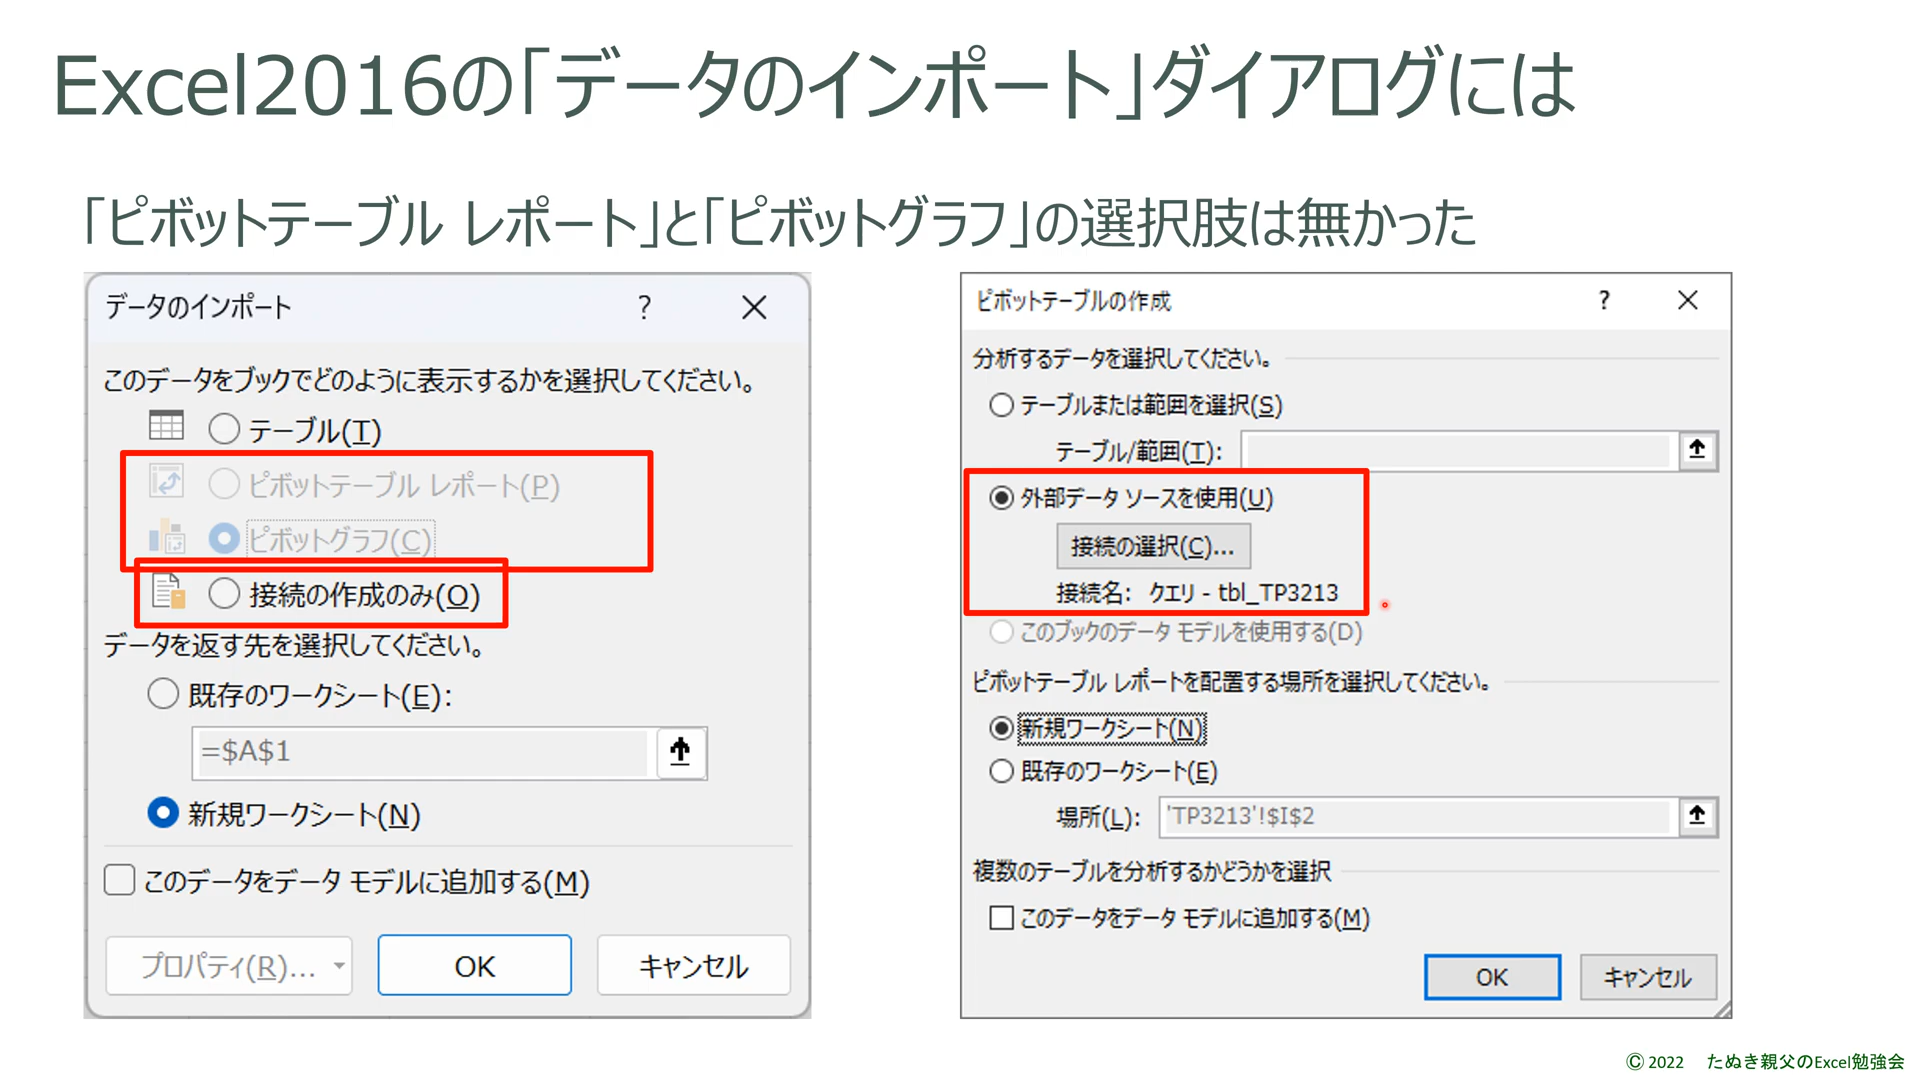 Excel2016の「データのインポート」ダイアログには
「ピボットテーブル レポート」と「ピボットグラフ」の選択肢は無かった
データのインポート
?
このデータをブックでどのように表示するかを選択してください。
テーブル(T)
ピボットテーブル レポート(P)
ピボットグラフ(C)
接続の作成のみ(O)
データを返す先を選択してください。
既存のワークシート(E):
=$A$1
新規ワークシート(N)
このデータをデータ モデルに追加する(M)
プロパティ(R)...
OK
キャンセル
ピボットテーブルの作成
?
分析するデータを選択してください。
テーブルまたは範囲を選択(S)
テーブル/範囲(T):
外部データ ソースを使用(U)
接続の選択(C)...
接続名: クエリ - tbl_TP3213
このブックのデータ モデルを使用する(D)
ピボットテーブル レポートを配置する場所を選択してください。
新規ワークシート(N)
既存のワークシート(E)
場所(L):
'TP3213'!$I$2
複数のテーブルを分析するかどうかを選択
このデータをデータ モデルに追加する(M)
OK
キャンセル
© 2022 たぬき親父のExcel勉強会